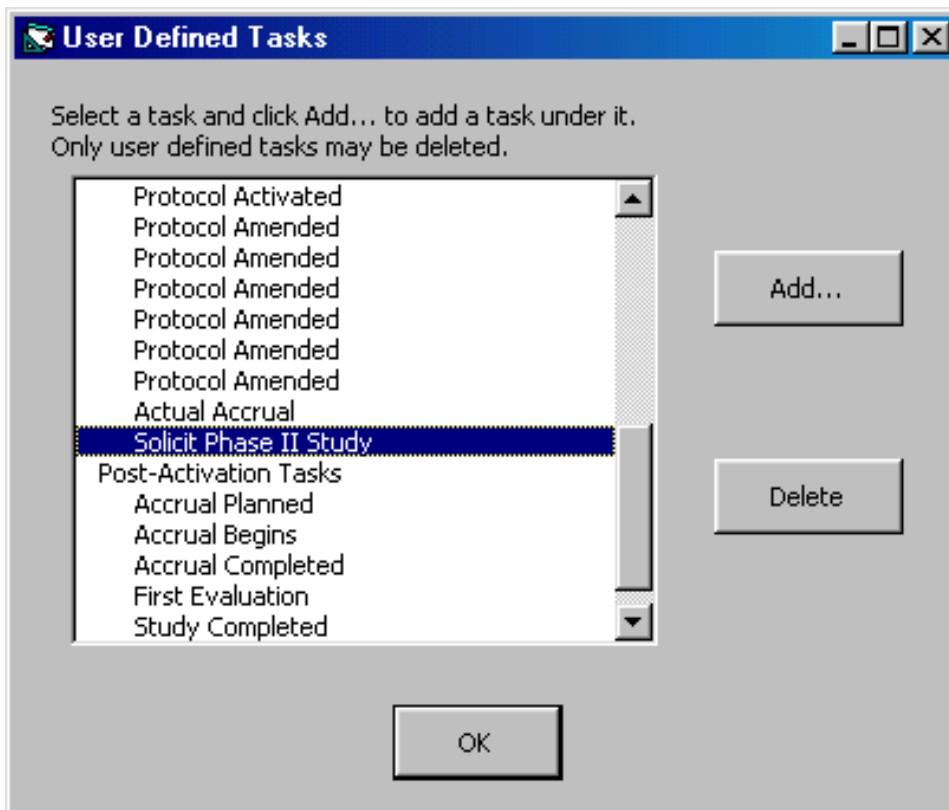 User Defined Tasks
Select a task and click Add... to add a task under it.
Only user defined tasks may be deleted.
Protocol Activated
Protocol Amended
Protocol Amended
Protocol Amended
Protocol Amended
Protocol Amended
Protocol Amended
Actual Accrual
Solicit Phase II Study
Post-Activation Tasks
Accrual Planned
Accrual Begins
Accrual Completed
First Evaluation
Study Completed
Add...
Delete
OK